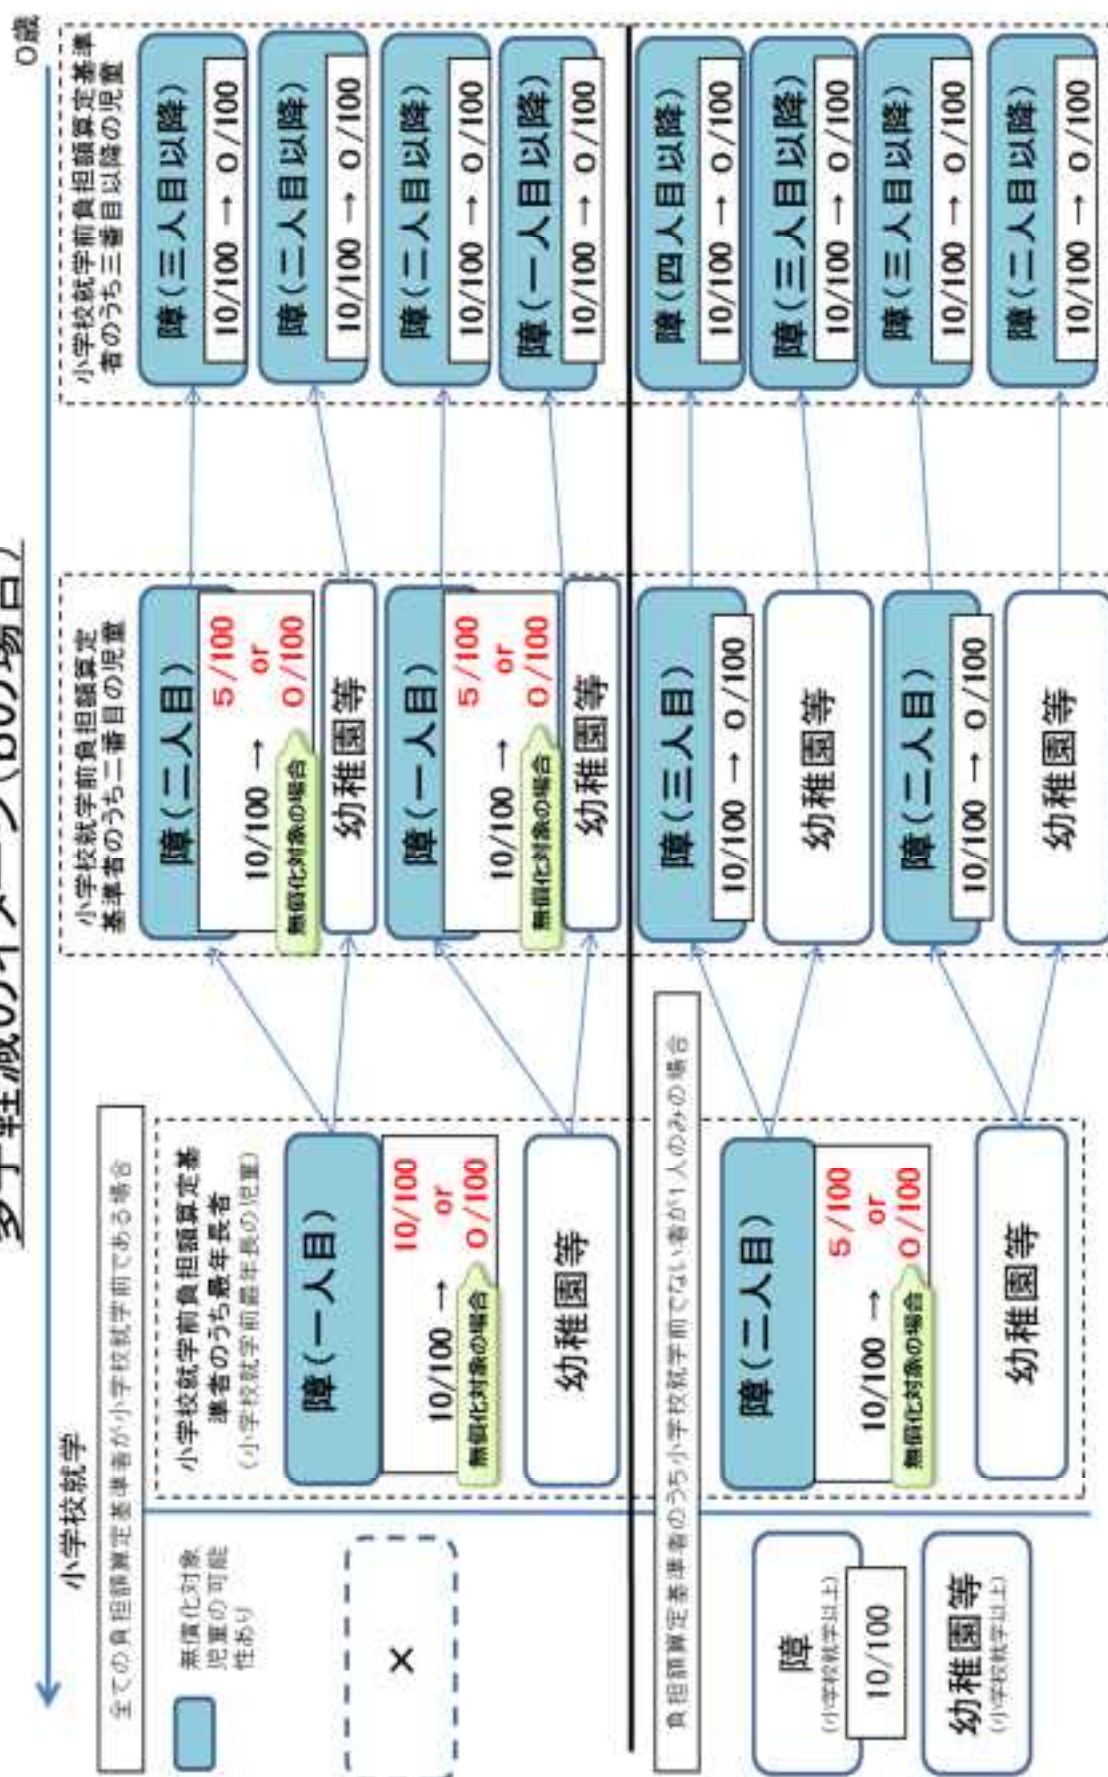 多子軽減のイメージ(bの場合)
小学校就学
0歳
全ての負担額算定基準者が小学校就学前である場合
無償化対象
児童の可能
性あり
×
小学校就学前負担額算定基
準者のうち最年長者
(小学校就学前最年長の児童)
障(一人目)
10/100 →
10/100
or
0/100
無償化対象の場合
幼稚園等
小学校就学前負担額算定
基準者のうち二番目の児童
障(二人目)
10/100 →
5/100
or
0/100
無償化対象の場合
幼稚園等
障(一人目)
10/100 →
5/100
or
0/100
無償化対象の場合
幼稚園等
小学校就学前負担額算定基準
者のうち三番目以降の児童
障(三人目以降)
10/100 → 0/100
障(二人目以降)
10/100 → 0/100
障(二人目以降)
10/100 → 0/100
障(一人目以降)
10/100 → 0/100
負担額算定基準者のうち小学校就学前でない者が1人のみの場合
障
(小学校就学以上)
10/100
幼稚園等
(小学校就学以上)
障(二人目)
10/100 →
5/100
or
0/100
無償化対象の場合
幼稚園等
障(三人目)
10/100 → 0/100
幼稚園等
障(二人目)
10/100 → 0/100
幼稚園等
障(四人目以降)
10/100 → 0/100
障(三人目以降)
10/100 → 0/100
障(三人目以降)
10/100 → 0/100
障(二人目以降)
10/100 → 0/100